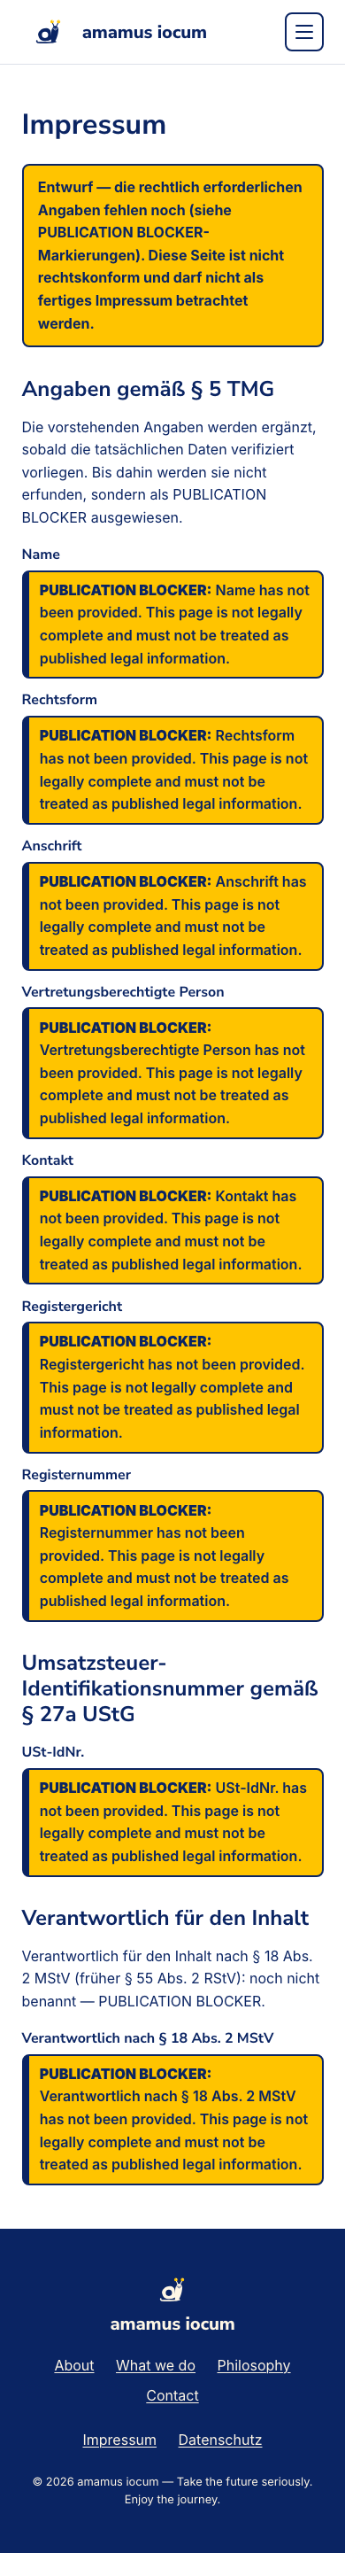 amamus iocum
Impressum
Entwurf — die rechtlich erforderlichen
Angaben fehlen noch (siehe
PUBLICATION BLOCKER-
Markierungen). Diese Seite ist nicht
rechtskonform und darf nicht als
fertiges Impressum betrachtet
werden.
Angaben gemäß § 5 TMG
Die vorstehenden Angaben werden ergänzt,
sobald die tatsächlichen Daten verifiziert
vorliegen. Bis dahin werden sie nicht
erfunden, sondern als PUBLICATION
BLOCKER ausgewiesen.
Name
PUBLICATION BLOCKER: Name has not
been provided. This page is not legally
complete and must not be treated as
published legal information.
Rechtsform
PUBLICATION BLOCKER: Rechtsform
has not been provided. This page is not
legally complete and must not be
treated as published legal information.
Anschrift
PUBLICATION BLOCKER: Anschrift has
not been provided. This page is not
legally complete and must not be
treated as published legal information.
Vertretungsberechtigte Person
PUBLICATION BLOCKER:
Vertretungsberechtigte Person has not
been provided. This page is not legally
complete and must not be treated as
published legal information.
Kontakt
PUBLICATION BLOCKER: Kontakt has
not been provided. This page is not
legally complete and must not be
treated as published legal information.
Registergericht
PUBLICATION BLOCKER:
Registergericht has not been provided.
This page is not legally complete and
must not be treated as published legal
information.
Registernummer
PUBLICATION BLOCKER:
Registernummer has not been
provided. This page is not legally
complete and must not be treated as
published legal information.
Umsatzsteuer-
Identifikationsnummer gemäß
§ 27a UStG
USt-IdNr.
PUBLICATION BLOCKER: USt-IdNr. has
not been provided. This page is not
legally complete and must not be
treated as published legal information.
Verantwortlich für den Inhalt
Verantwortlich für den Inhalt nach § 18 Abs.
2 MStV (früher § 55 Abs. 2 RStV): noch nicht
benannt — PUBLICATION BLOCKER.
Verantwortlich nach § 18 Abs. 2 MStV
PUBLICATION BLOCKER:
Verantwortlich nach § 18 Abs. 2 MStV
has not been provided. This page is not
legally complete and must not be
treated as published legal information.
amamus iocum
About What we do Philosophy
Contact
Impressum Datenschutz
© 2026 amamus iocum — Take the future seriously.
Enjoy the journey.